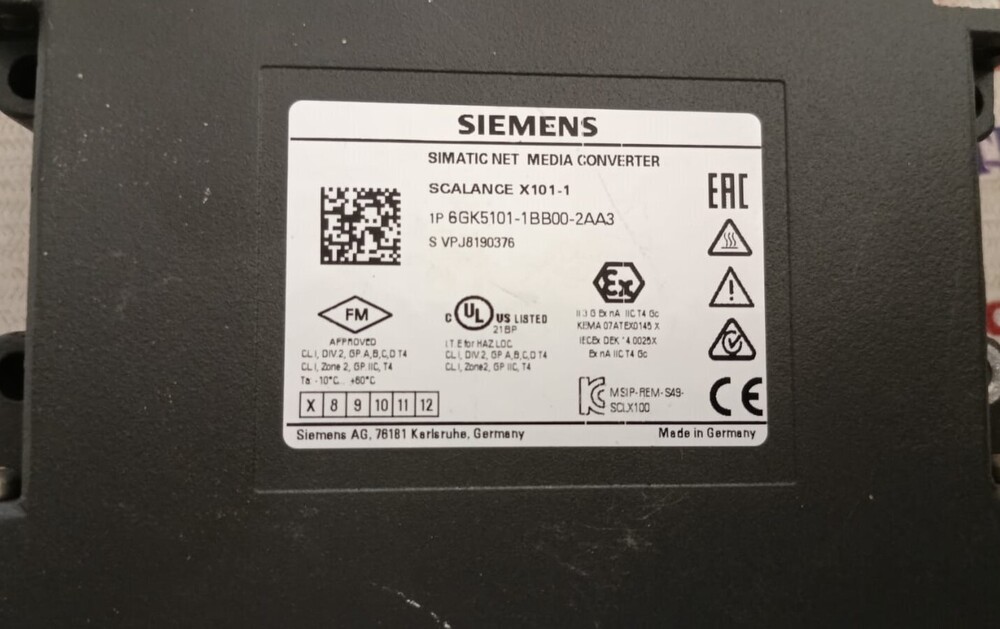 SIEMENS
SIMATIC NET MEDIA CONVERTER
SCALANCE X101-1
1P 6GK5101-1BB00-2AA3
S VPJ8190376
EAC
FM
APPROVED
CL I, DIV.2, GP A,B,C,D T4
CL I, Zone 2, GP IIC, T4
Ta: -10°C... +60°C
C UL US LISTED
21BP
I.T.E for HAZ.LOC.
CL I, DIV.2, GP A,B,C,D T4
CL I, Zone2, GP IIC, T4
Ex
II 3 G Ex nA IIC T4 Gc
KEMA 07ATEX0145 X
IECEx DEK 14.0025X
Ex nA IIC T4 Gc
MSIP-REM-S49-
SCLX100
CE
X 8 9 10 11 12
Siemens AG, 76181 Karlsruhe, Germany
Made in Germany